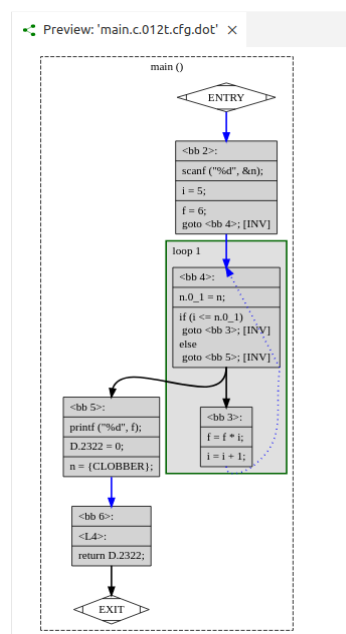 Preview: 'main.c.012t.cfg.dot' ×
main ()
ENTRY
<bb 2>:
scanf ("%d", &n);
i = 5;
f = 6;
goto <bb 4>; [INV]
loop 1
<bb 4>:
n.0_1 = n;
if (i <= n.0_1)
goto <bb 3>; [INV]
else
goto <bb 5>; [INV]
<bb 5>:
printf ("%d", f);
D.2322 = 0;
n = {CLOBBER};
<bb 3>:
f = f * i;
i = i + 1;
<bb 6>:
<L4>:
return D.2322;
EXIT